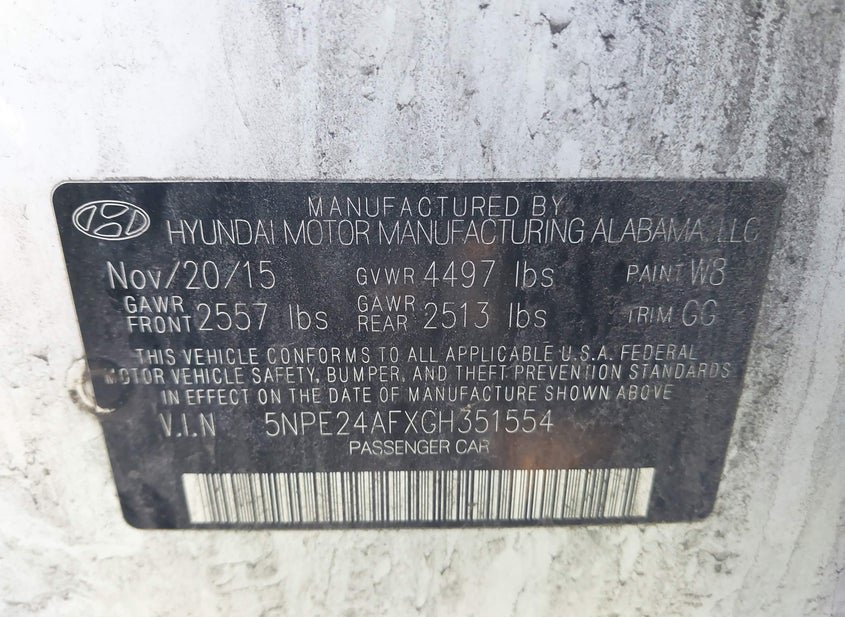 MANUFACTURED BY
HYUNDAI MOTOR MANUFACTURING ALABAMA, LLC
Nov/20/15 GVWR 4497 lbs PAINT W8
GAWR FRONT 2557 lbs GAWR REAR 2513 lbs TRIM GG
THIS VEHICLE CONFORMS TO ALL APPLICABLE U.S.A. FEDERAL
MOTOR VEHICLE SAFETY, BUMPER, AND THEFT PREVENTION STANDARDS
IN EFFECT ON THE DATE OF MANUFACTURE SHOWN ABOVE
V.I.N 5NPE24AFXGH351554
PASSENGER CAR